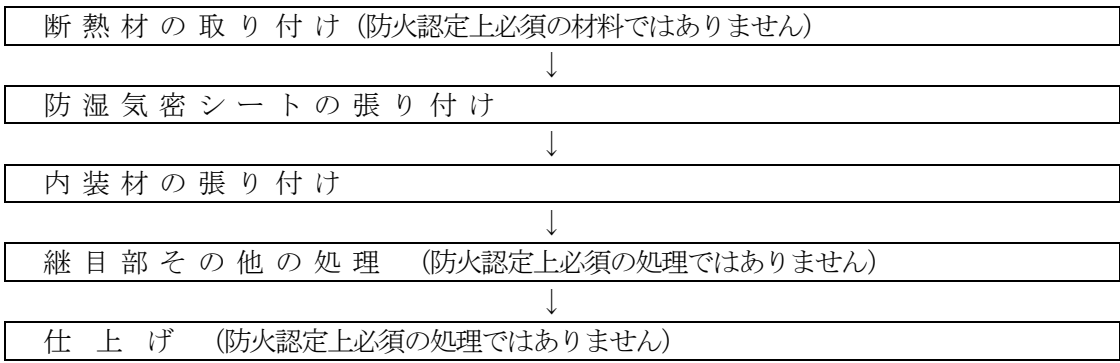 断熱材の取り付け (防火認定上必須の材料ではありません)
↓
防湿気密シートの張り付け
↓
内装材の張り付け
↓
継目部その他の処理 (防火認定上必須の処理ではありません)
↓
仕上げ (防火認定上必須の処理ではありません)